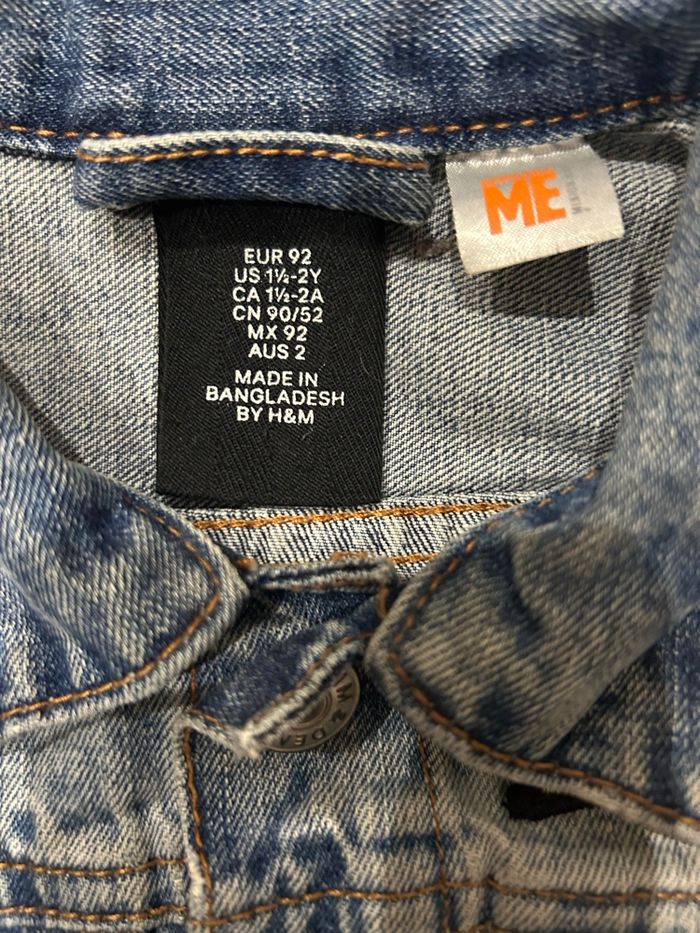 EUR 92
US 1½-2Y
CA 1½-2A
CN 90/52
MX 92
AUS 2
MADE IN
BANGLADESH
BY H&M
ME
& DE